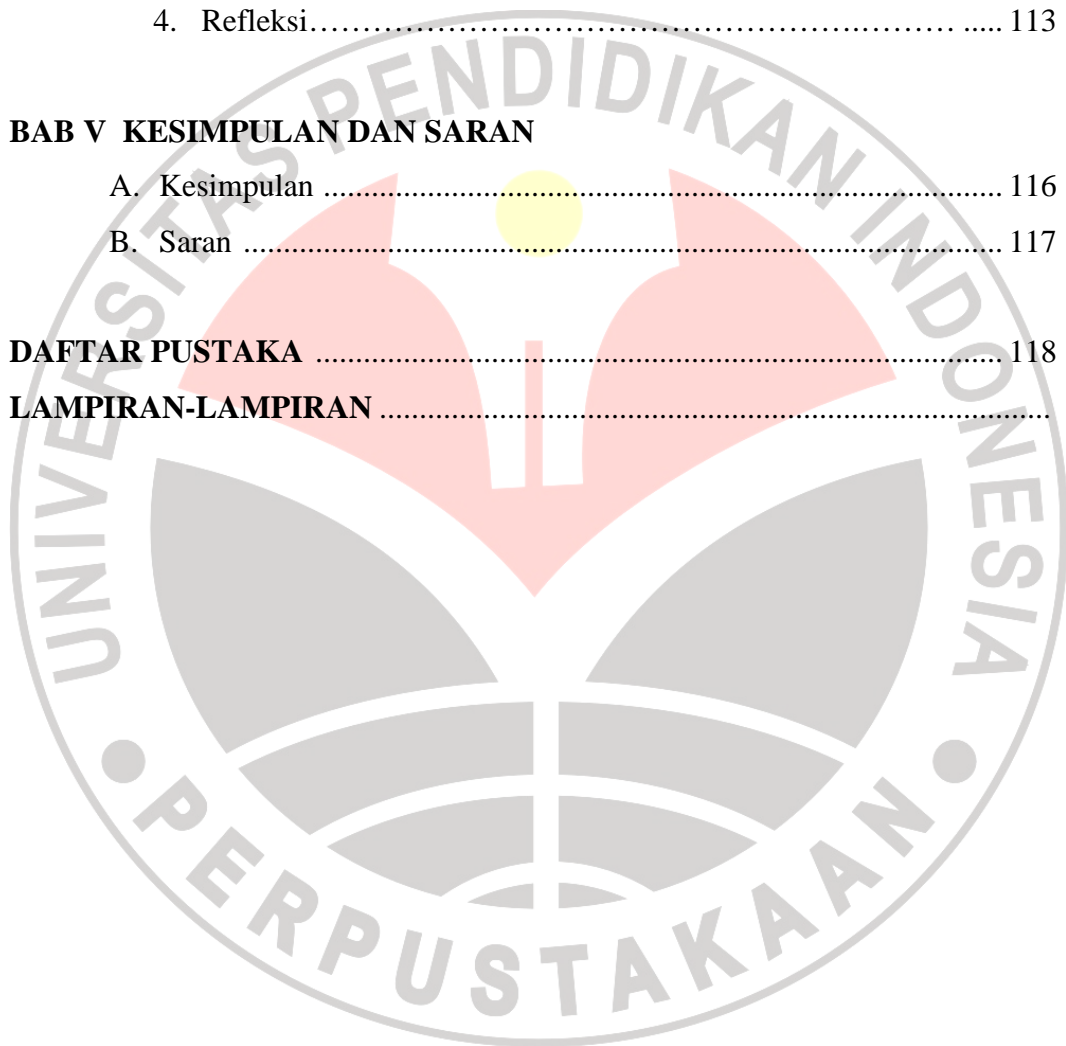 4. Refleksi…………………………………………………………… ..... 113
BAB V KESIMPULAN DAN SARAN
A. Kesimpulan ........................................................................................ 116
B. Saran .................................................................................................. 117
DAFTAR PUSTAKA ......................................................................................... 118
LAMPIRAN-LAMPIRAN .......................................................................................
UNIVERSITAS PENDIDIKAN INDONESIA
PERPUSTAKAAN